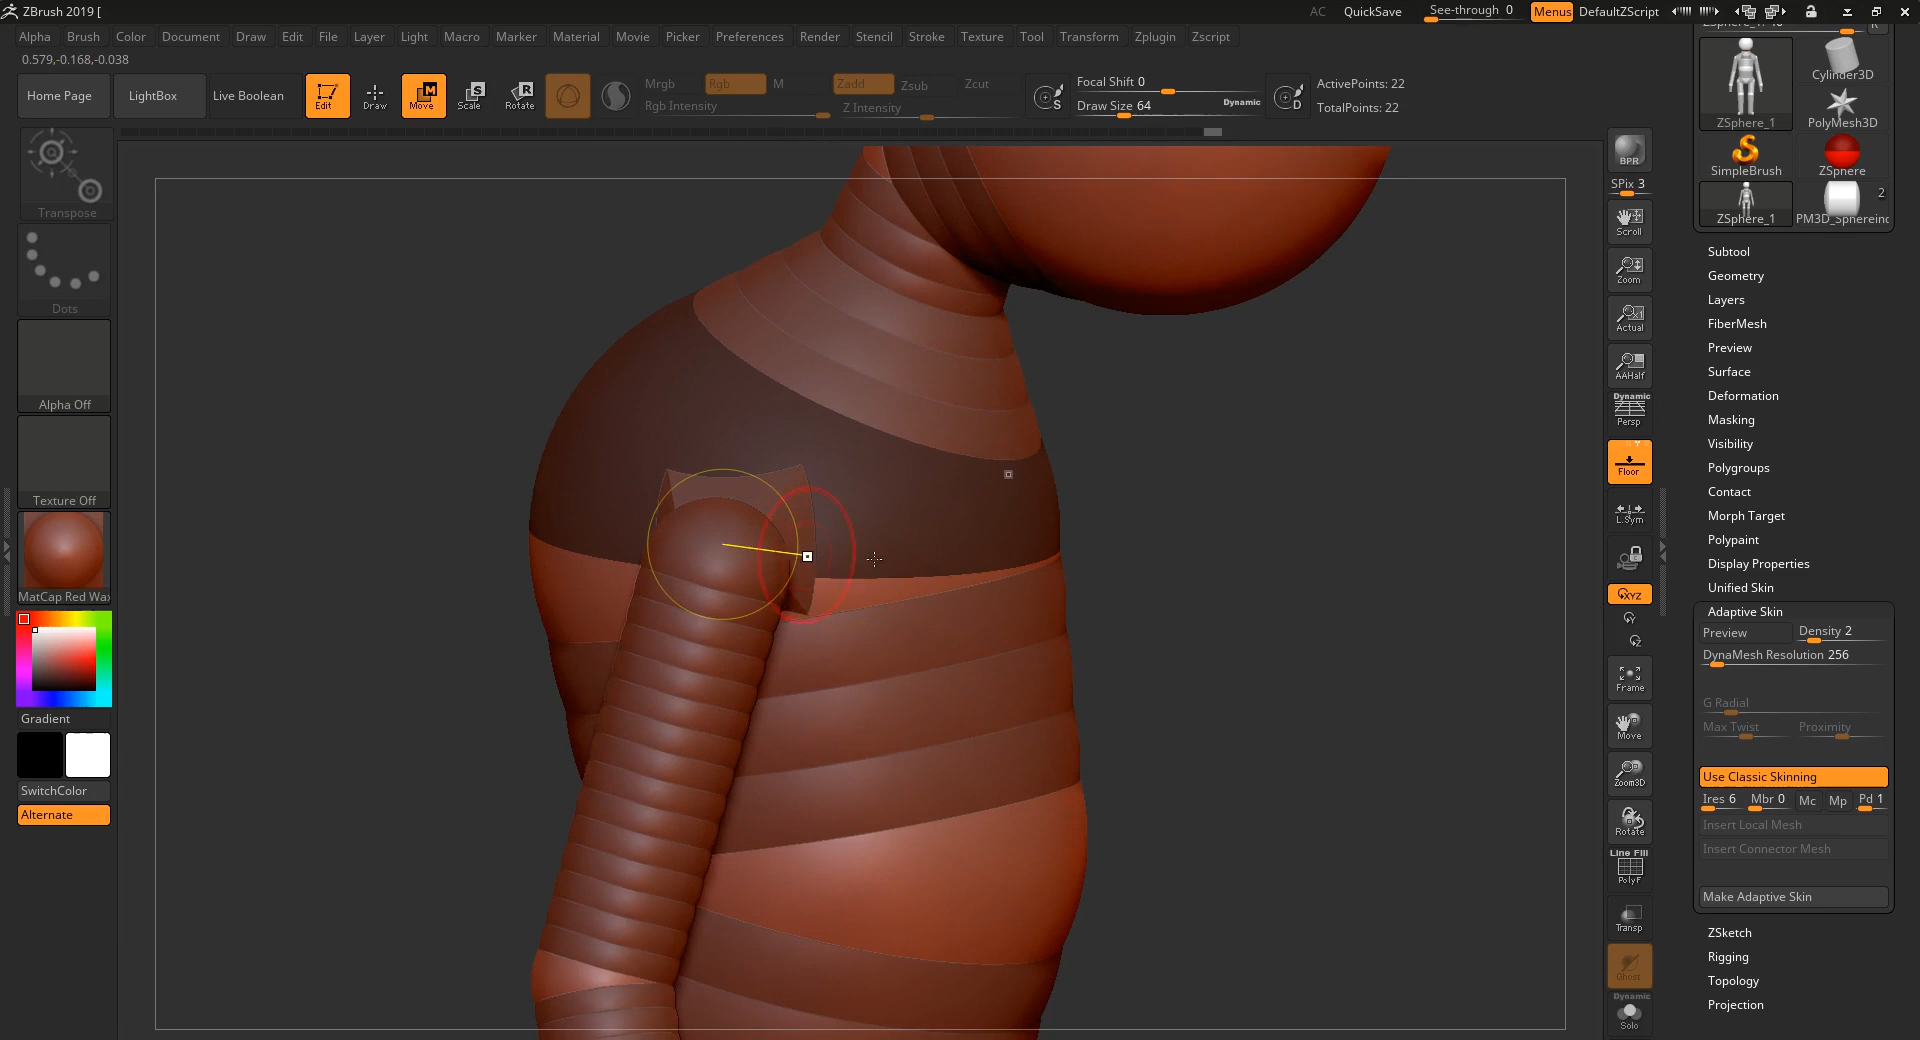 ZBrush 2019 [
AC QuickSave See-through 0 Menus DefaultZScript
Alpha Brush Color Document Draw Edit File Layer Light Macro Marker Material Movie Picker Preferences Render Stencil Stroke Texture Tool Transform Zplugin Zscript
0.579,-0.168,-0.038
Home Page LightBox Live Boolean Edit Draw Move Scale Rotate
Mrgb Rgb M Zadd Zsub Zcut
Rgb Intensity Z Intensity
Focal Shift 0
Draw Size 64 Dynamic
ActivePoints: 22
TotalPoints: 22
Transpose
Dots
Alpha Off
Texture Off
MatCap Red Wax
Gradient
SwitchColor
Alternate
BPR
SPix 3
Scroll
Zoom
Actual
AAHalf
Dynamic
Persp
Floor
L.Sym
XYZ
Frame
Move
Zoom3D
Rotate
Line Fill
PolyF
Transp
Ghost
Dynamic
Solo
ZSphere_1
Cylinder3D
PolyMesh3D
SimpleBrush ZSphere
2
ZSphere_1 PM3D_Sphereinc
Subtool
Geometry
Layers
FiberMesh
Preview
Surface
Deformation
Masking
Visibility
Polygroups
Contact
Morph Target
Polypaint
Display Properties
Unified Skin
Adaptive Skin
Preview Density 2
DynaMesh Resolution 256
G Radial
Max Twist Proximity
Use Classic Skinning
Ires 6 Mbr 0 Mc Mp Pd 1
Insert Local Mesh
Insert Connector Mesh
Make Adaptive Skin
ZSketch
Rigging
Topology
Projection